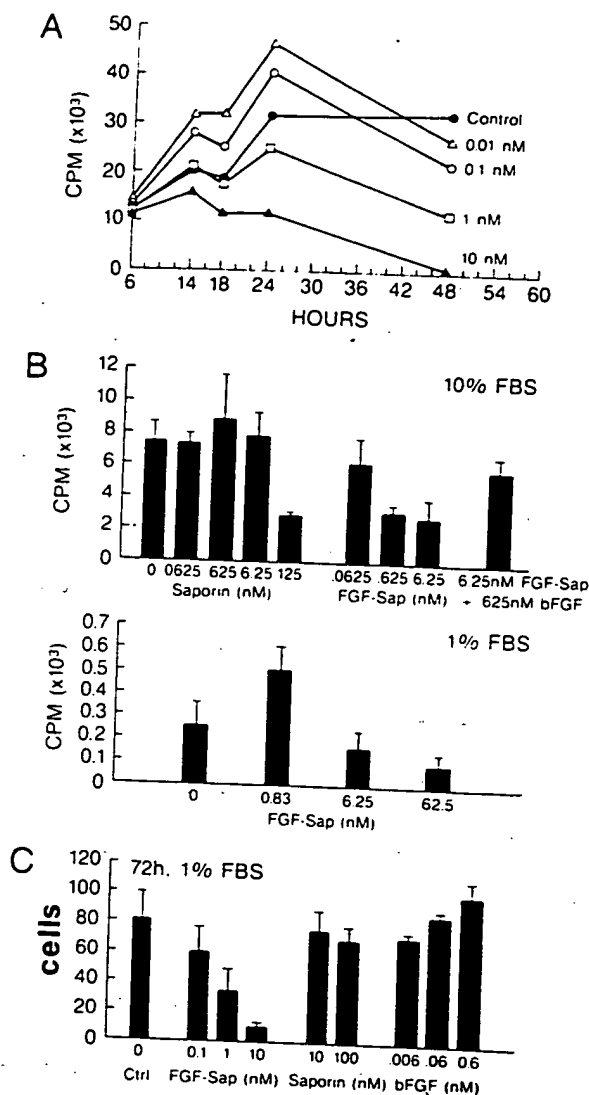 A
50
40
30
20
10
0
CPM (x10³)
Control
0.01 nM
01 nM
1 nM
10 nM
6 14 18 24 30 36 42 48 54 60
HOURS
B
10% FBS
12
10
8
6
4
2
0
CPM (x10³)
0 0625 625 6.25 125 .0625 .625 6.25 6 25nM FGF-Sap
Saporin (nM) FGF-Sap (nM) + 625nM bFGF
1% FBS
0.7
0.6
0.5
0.4
0.3
0.2
0.1
0
CPM (x10³)
0 0.83 6.25 62.5
FGF-Sap (nM)
C
72h. 1% FBS
120
100
80
60
40
20
0
cells
0 0.1 1 10 10 100 .006 .06 0.6
Ctrl FGF-Sap (nM) Saporin (nM) bFGF (nM)